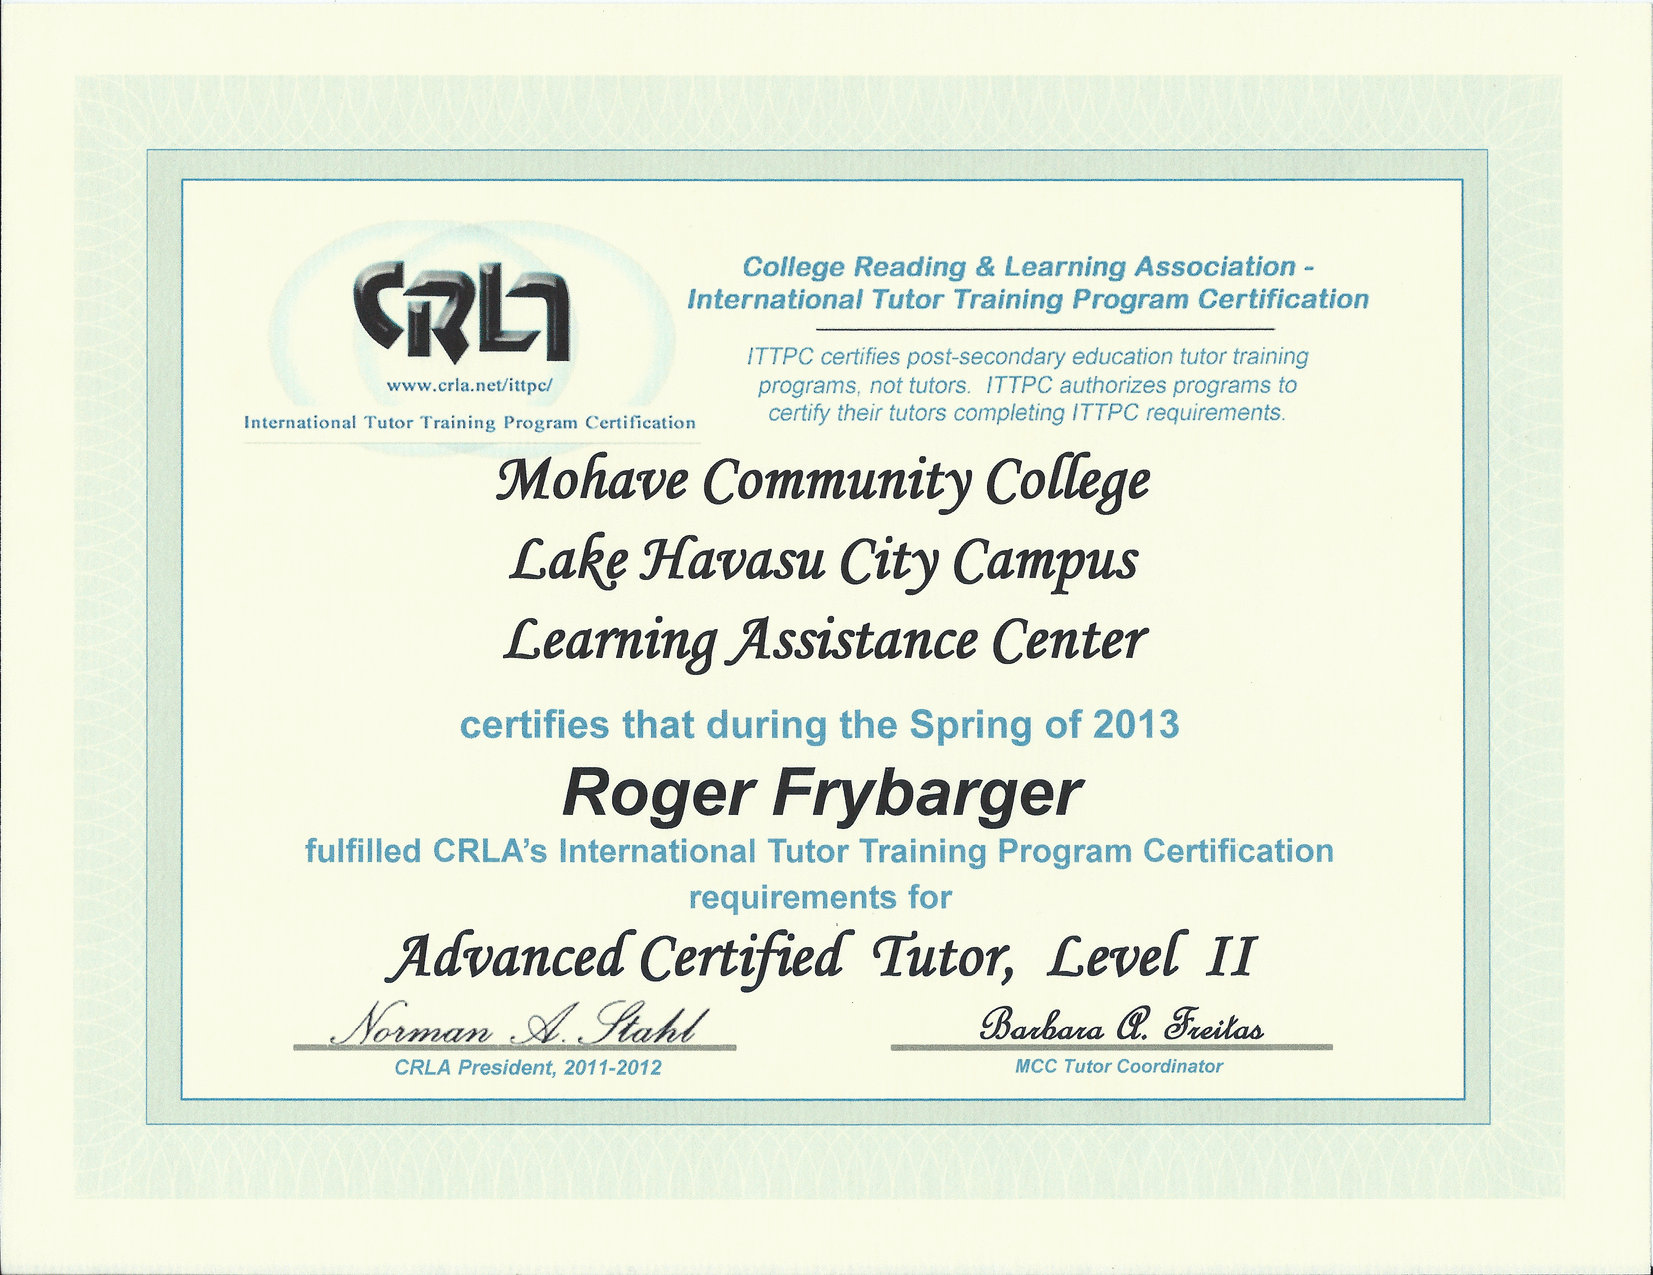 CRLA
www.crla.net/ittpc/
International Tutor Training Program Certification
College Reading & Learning Association -
International Tutor Training Program Certification
ITTPC certifies post-secondary education tutor training
programs, not tutors. ITTPC authorizes programs to
certify their tutors completing ITTPC requirements.
Mohave Community College
Lake Havasu City Campus
Learning Assistance Center
certifies that during the Spring of 2013
Roger Frybarger
fulfilled CRLA’s International Tutor Training Program Certification
requirements for
Advanced Certified Tutor, Level II
Norman A. Stahl
CRLA President, 2011-2012
Barbara A. Freitas
MCC Tutor Coordinator